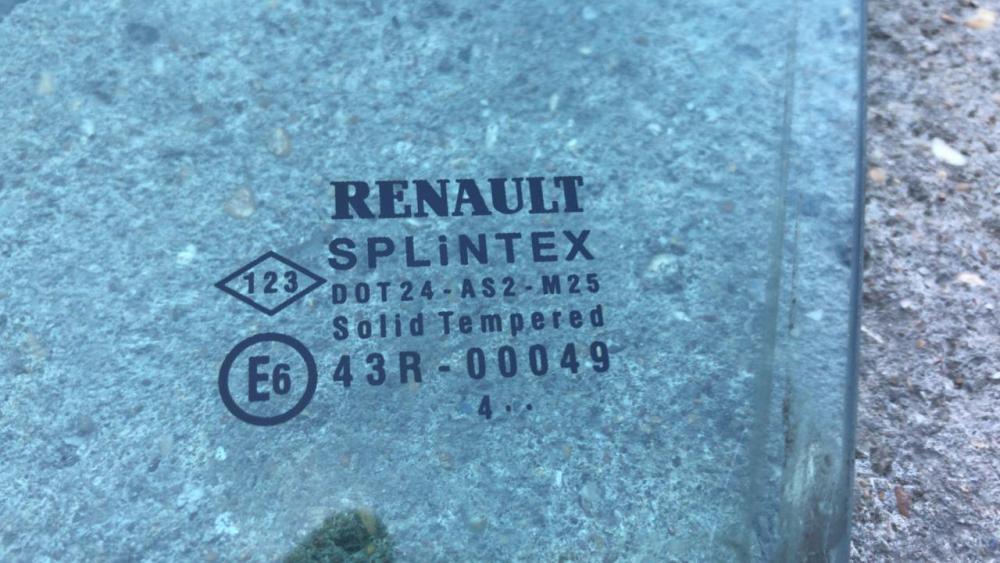 RENAULT
SPLiNTEX
123
DOT24-AS2-M25
Solid Tempered
E6 43R-00049
4··